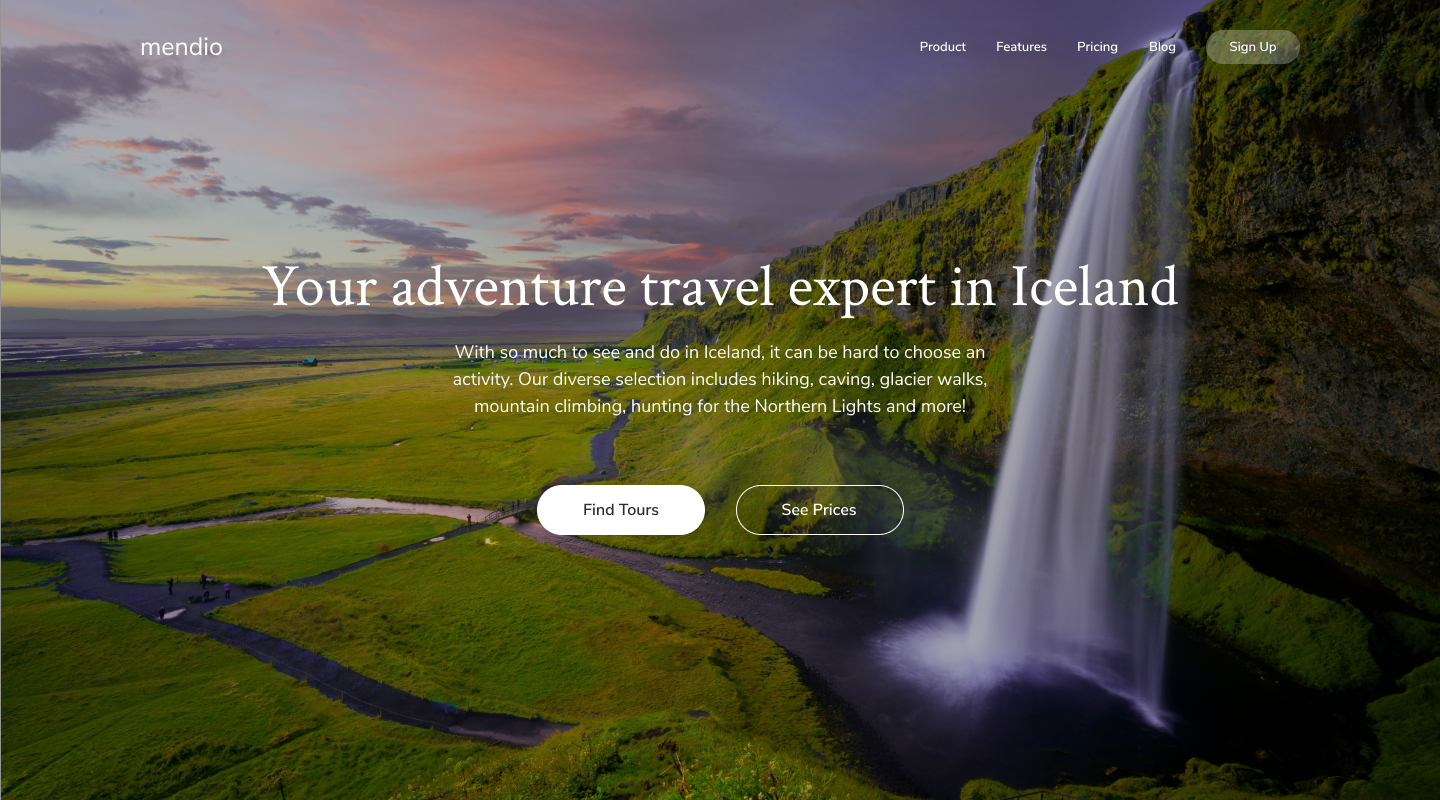 mendio
Product
Features
Pricing
Blog
Sign Up
Your adventure travel expert in Iceland
With so much to see and do in Iceland, it can be hard to choose an
activity. Our diverse selection includes hiking, caving, glacier walks,
mountain climbing, hunting for the Northern Lights and more!
Find Tours
See Prices